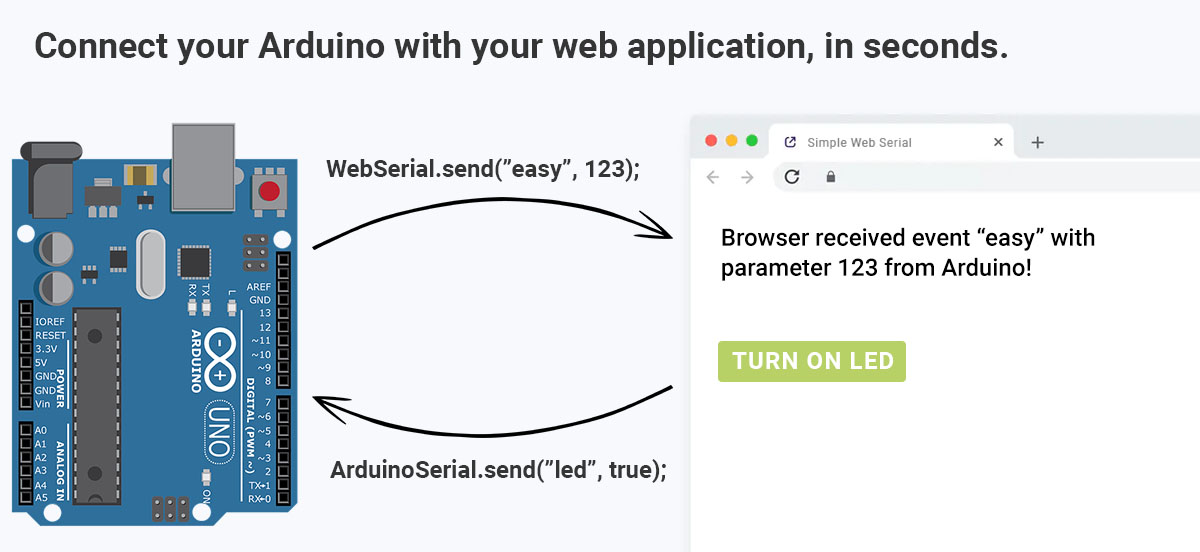 Connect your Arduino with your web application, in seconds.
WebSerial.send(”easy”, 123);
Simple Web Serial
Browser received event “easy” with
parameter 123 from Arduino!
TURN ON LED
ArduinoSerial.send(”led”, true);
RX
TX
L
AREF
GND
13
12
~11
~10
~9
8
7
~6
~5
4
~3
2
TX→1
RX←0
DIGITAL (PWM ~)
ARDUINO
UNO
ON
IOREF
RESET
3.3V
5V
GND
GND
Vin
POWER
A0
A1
A2
A3
A4
A5
ANALOG IN